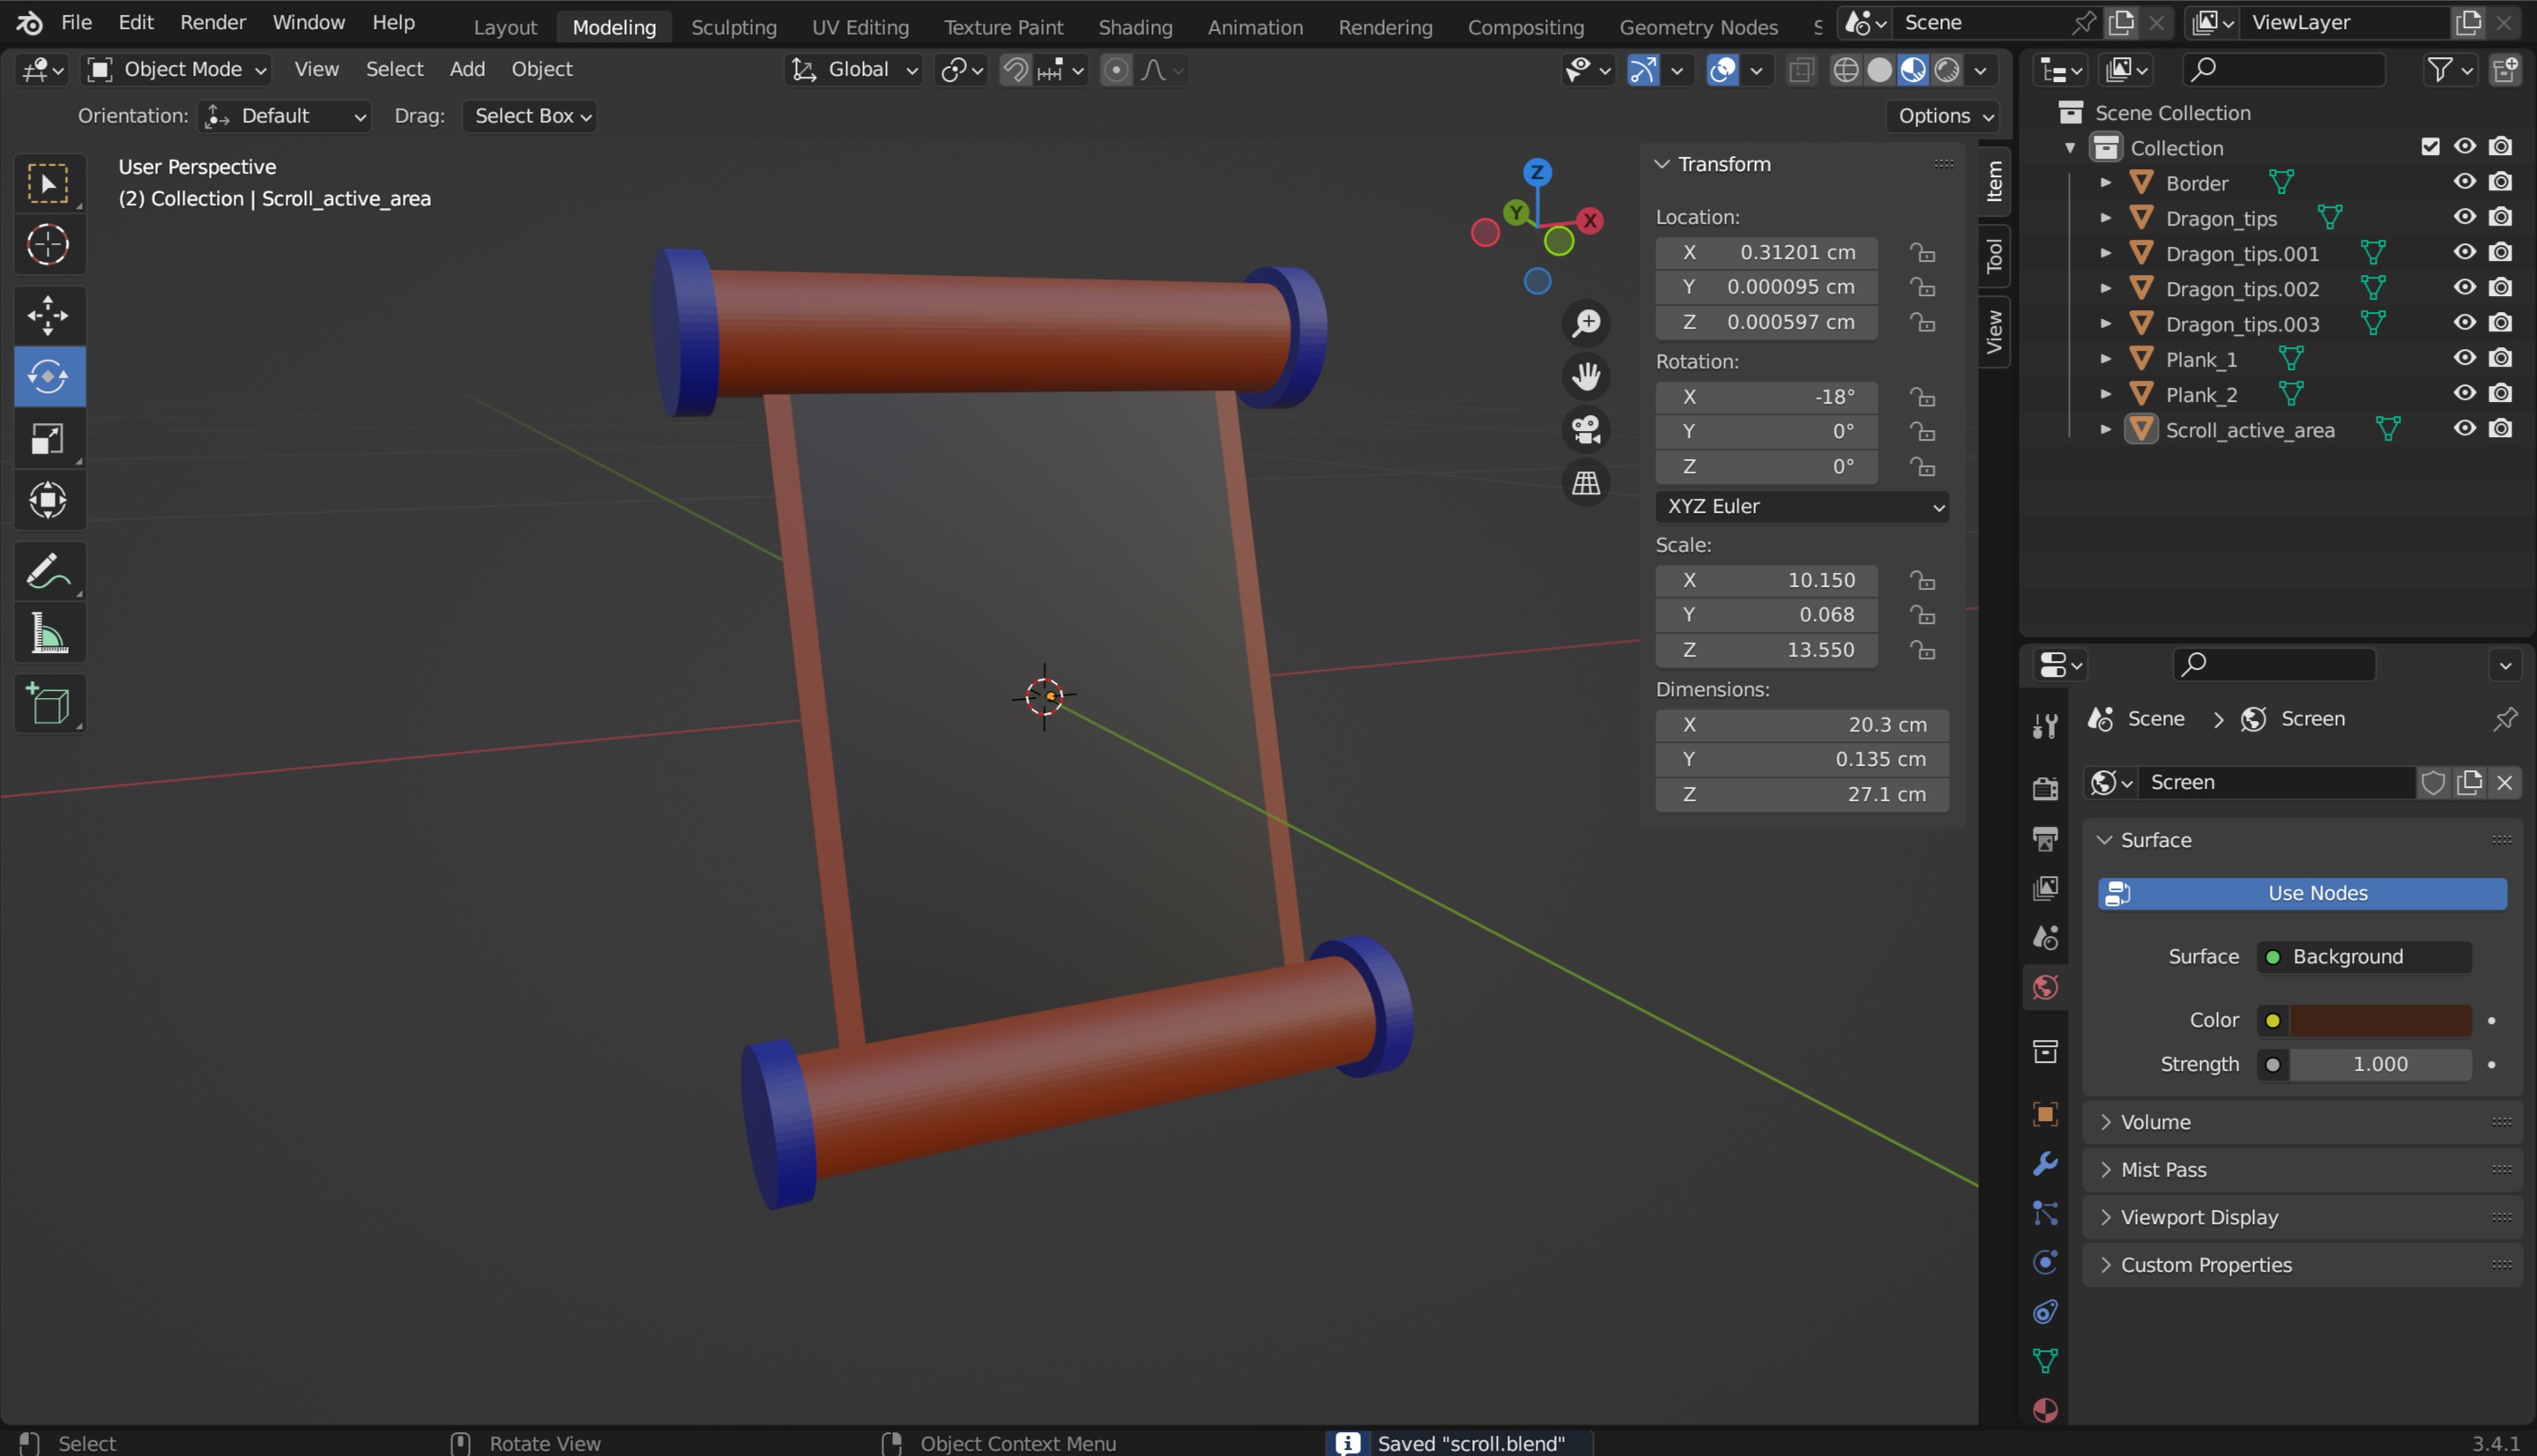 File Edit Render Window Help Layout Modeling Sculpting UV Editing Texture Paint Shading Animation Rendering Compositing Geometry Nodes Scene ViewLayer
Object Mode View Select Add Object Global
Orientation: Default Drag: Select Box Options
User Perspective
(2) Collection | Scroll_active_area
Z
Y
X
Transform
Location:
X 0.31201 cm
Y 0.000095 cm
Z 0.000597 cm
Rotation:
X -18°
Y 0°
Z 0°
XYZ Euler
Scale:
X 10.150
Y 0.068
Z 13.550
Dimensions:
X 20.3 cm
Y 0.135 cm
Z 27.1 cm
Item
Tool
View
Scene Collection
Collection
Border
Dragon_tips
Dragon_tips.001
Dragon_tips.002
Dragon_tips.003
Plank_1
Plank_2
Scroll_active_area
Scene > Screen
Screen
Surface
Use Nodes
Surface Background
Color
Strength 1.000
Volume
Mist Pass
Viewport Display
Custom Properties
Select Rotate View Object Context Menu Saved "scroll.blend" 3.4.1